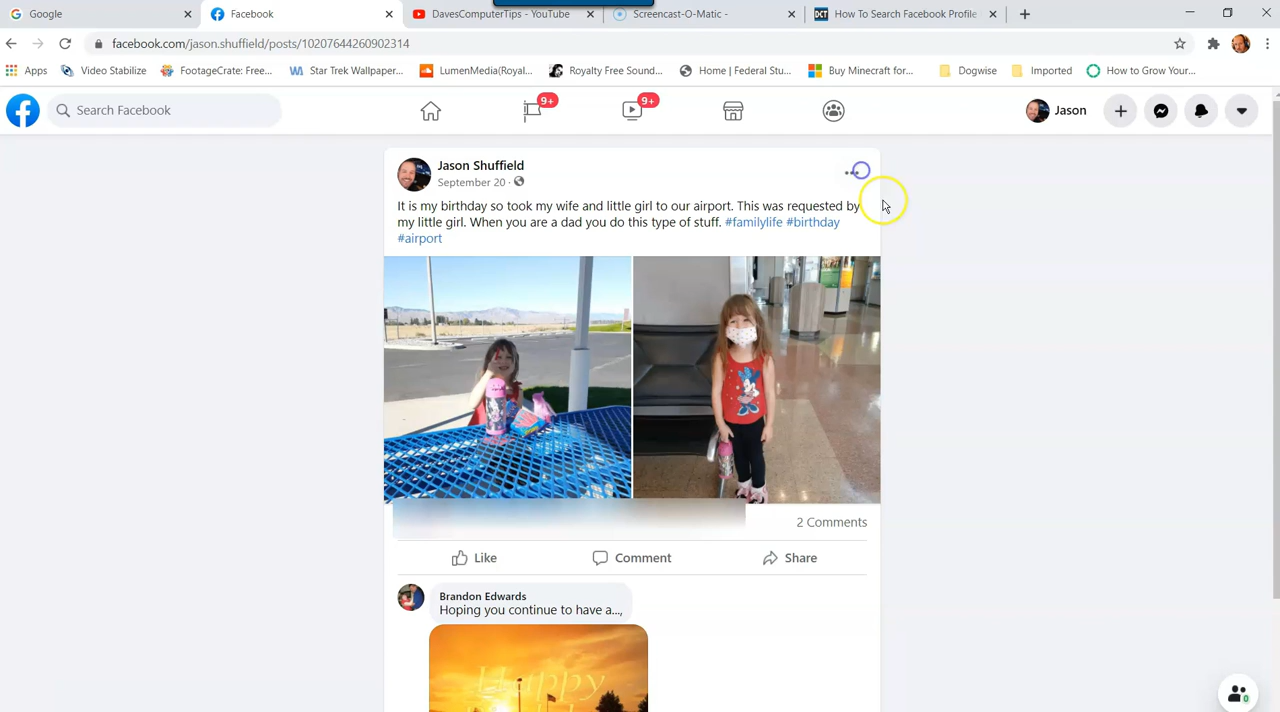 Google
Facebook
DavesComputerTips - YouTube
Screencast-O-Matic -
DCT
How To Search Facebook Profile
facebook.com/jason.shuffield/posts/10207644260902314
Apps
Video Stabilize
FootageCrate: Free...
Star Trek Wallpaper...
LumenMedia(Royal...
Royalty Free Soun...
Home | Federal Stu...
Buy Minecraft for...
Dogwise
Imported
How to Grow Your...
Search Facebook
9+
9+
Jason
Jason Shuffield
September 20 ·
It is my birthday so took my wife and little girl to our airport. This was requested by
my little girl. When you are a dad you do this type of stuff. #familylife #birthday
#airport
2 Comments
Like
Comment
Share
Brandon Edwards
Hoping you continue to have a...,
Happy
0